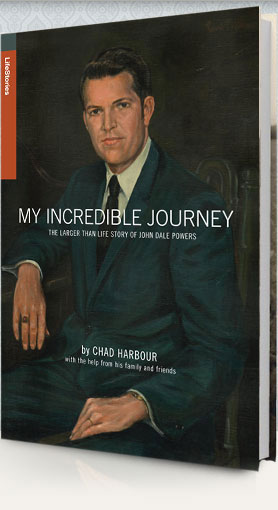 LifeStories
MY INCREDIBLE JOURNEY
THE LARGER THAN LIFE STORY OF JOHN DALE POWERS
by CHAD HARBOUR
with the help from his family and friends